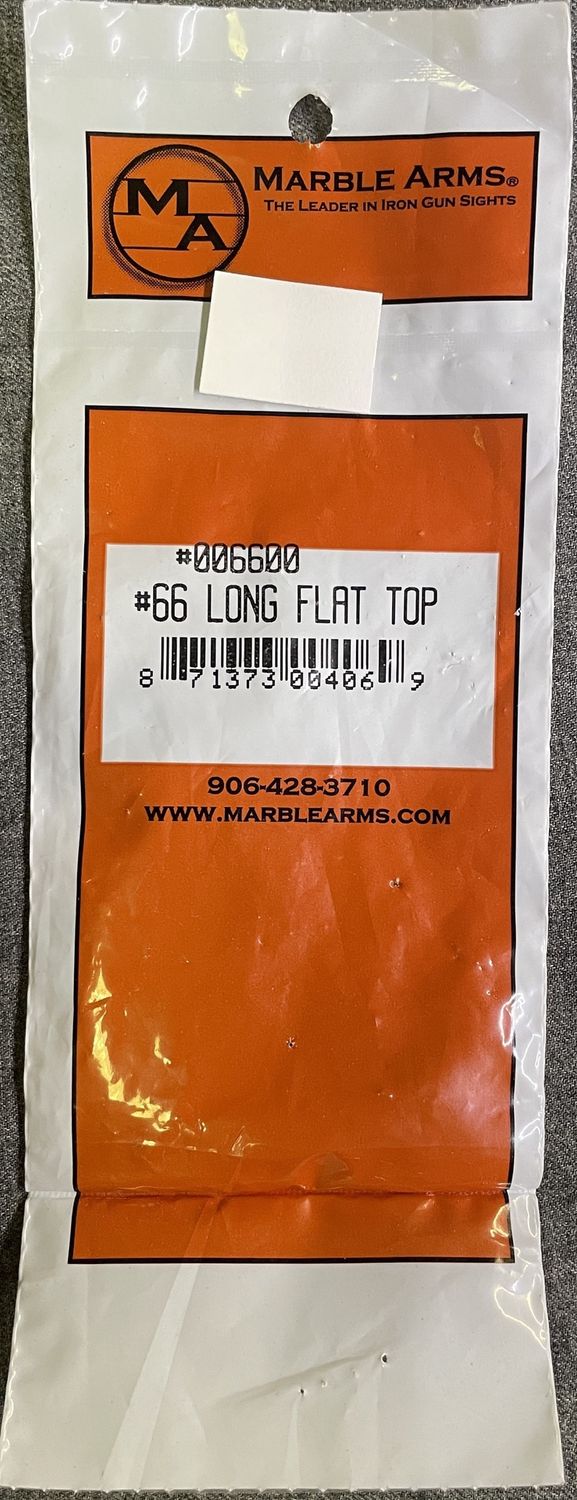 MA
MARBLE ARMS®
THE LEADER IN IRON GUN SIGHTS
#006600
#66 LONG FLAT TOP
8 71373 00406 9
906-428-3710
WWW.MARBLEARMS.COM